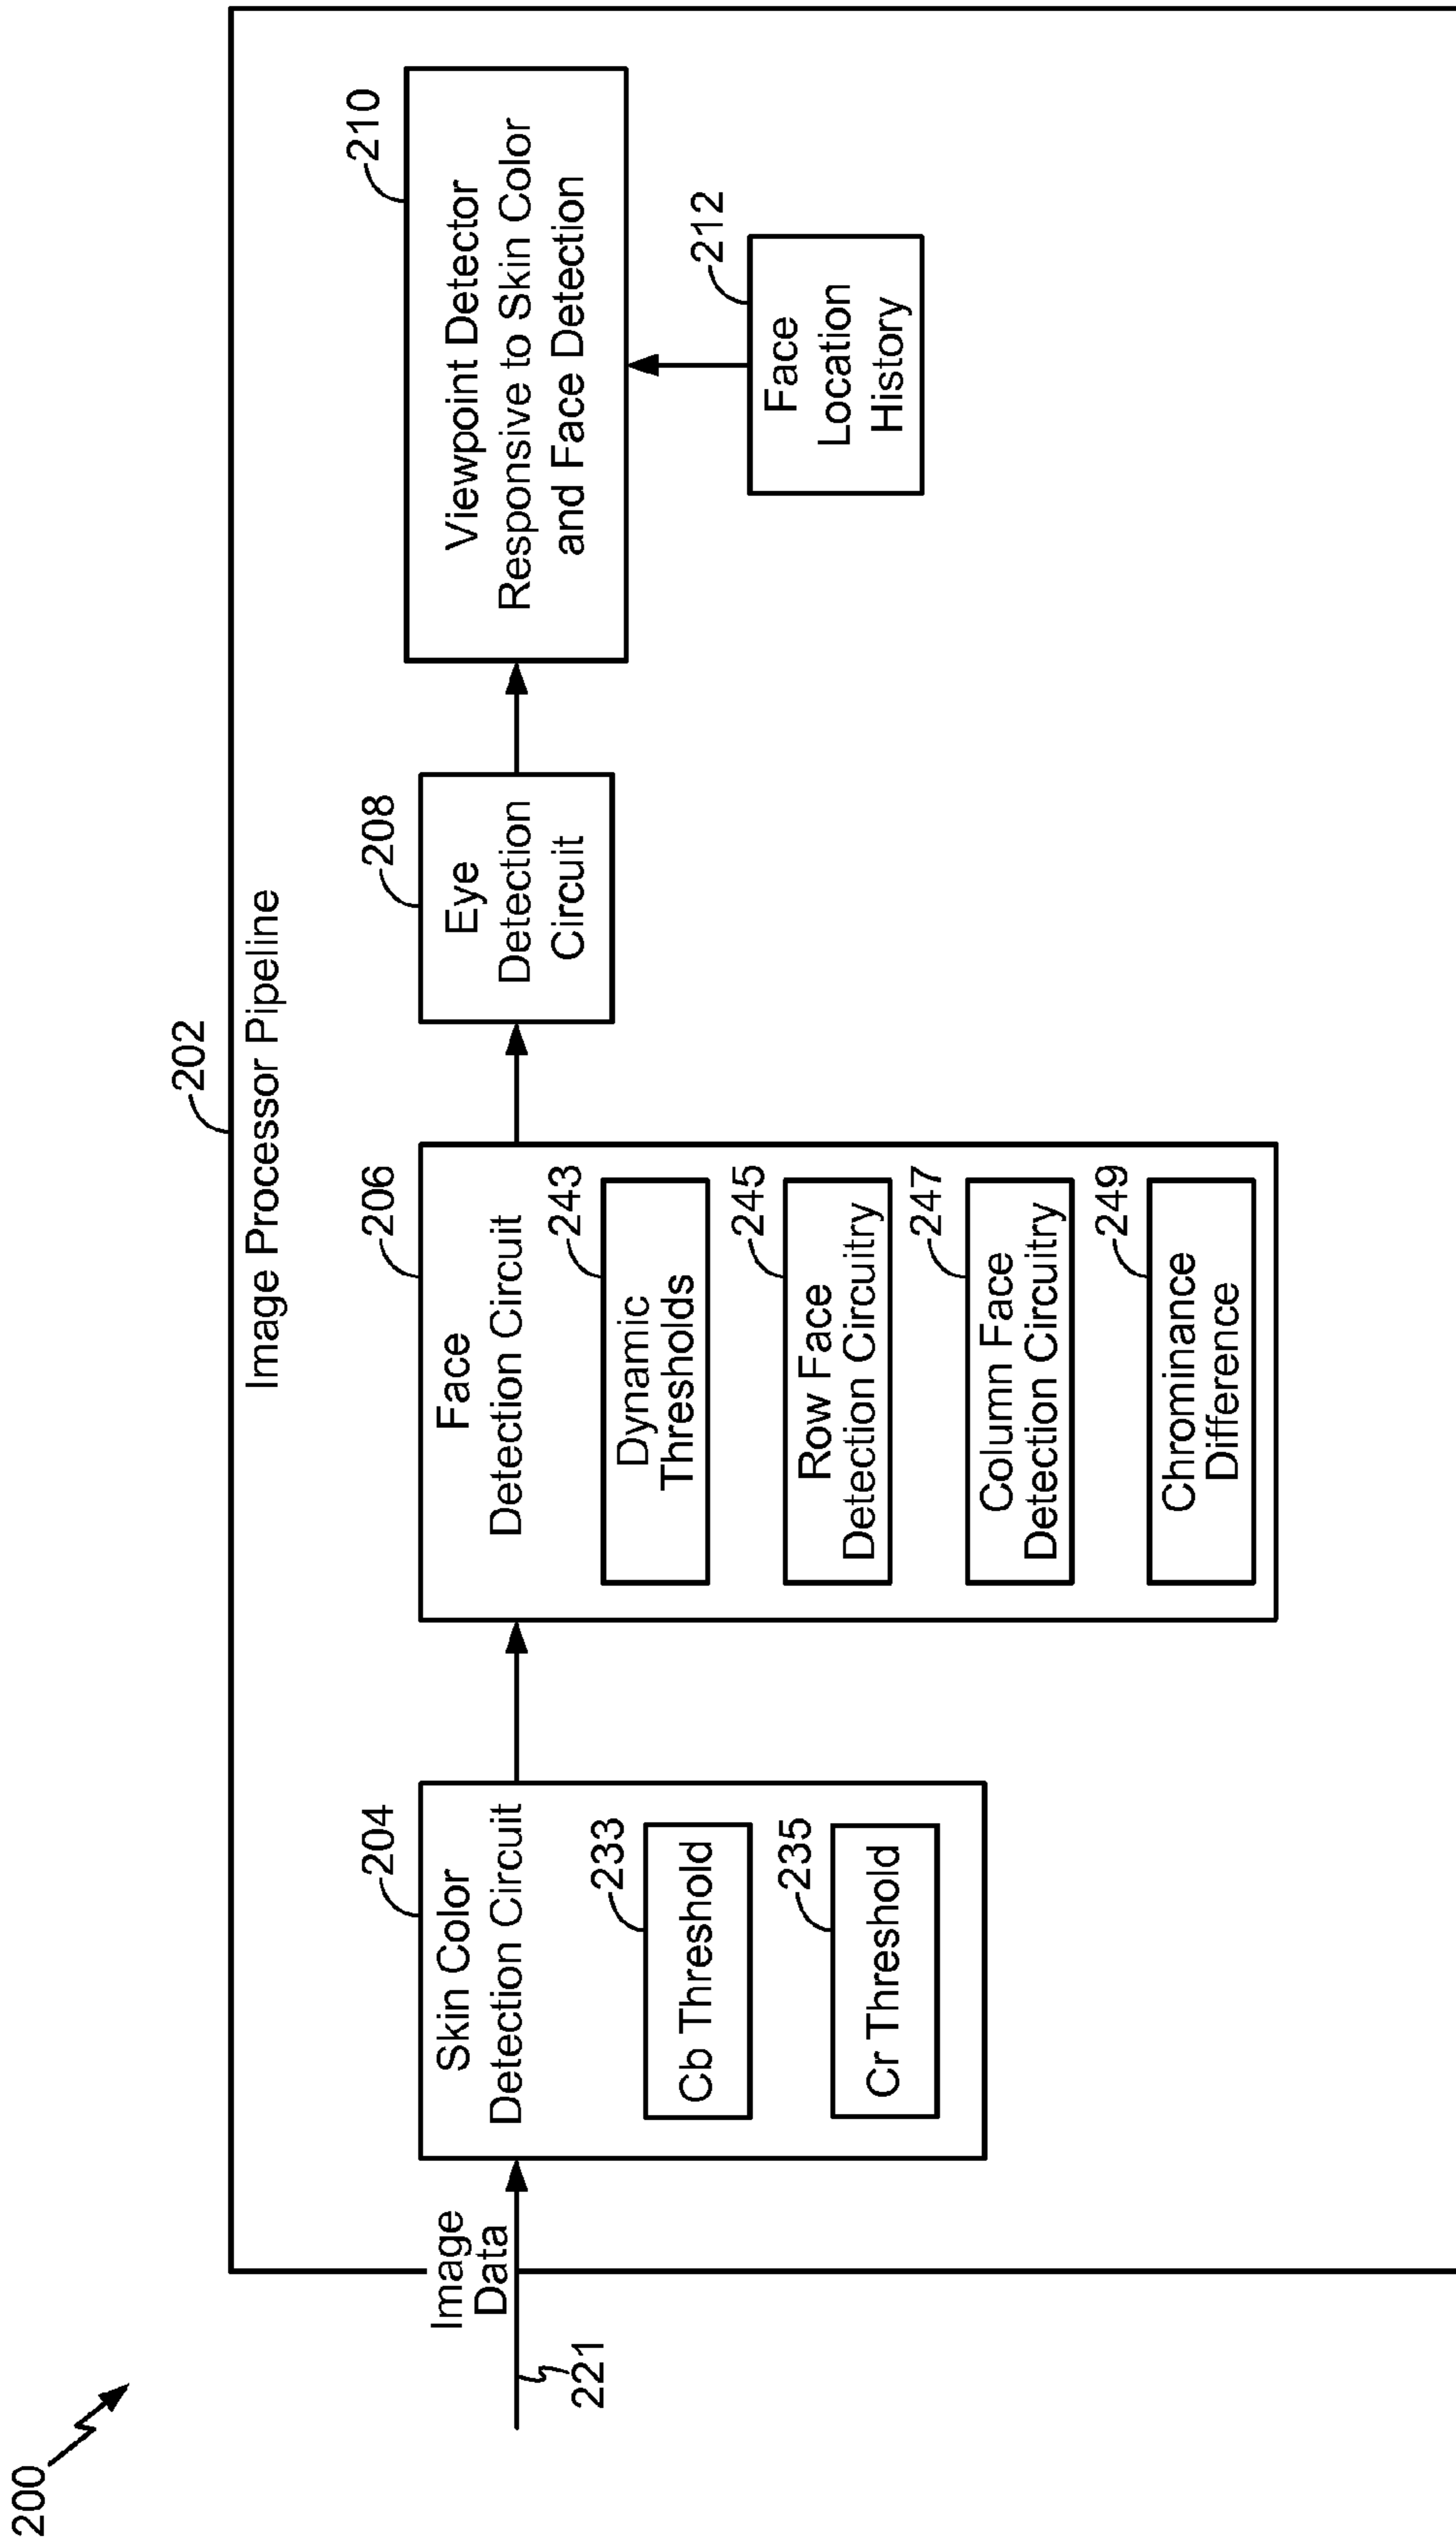 200
202
Image Processor Pipeline
221
Image
Data
204
Skin Color
Detection Circuit
233
Cb Threshold
235
Cr Threshold
206
Face
Detection Circuit
243
Dynamic
Thresholds
245
Row Face
Detection Circuitry
247
Column Face
Detection Circuitry
249
Chrominance
Difference
208
Eye
Detection
Circuit
210
Viewpoint Detector
Responsive to Skin Color
and Face Detection
212
Face
Location
History